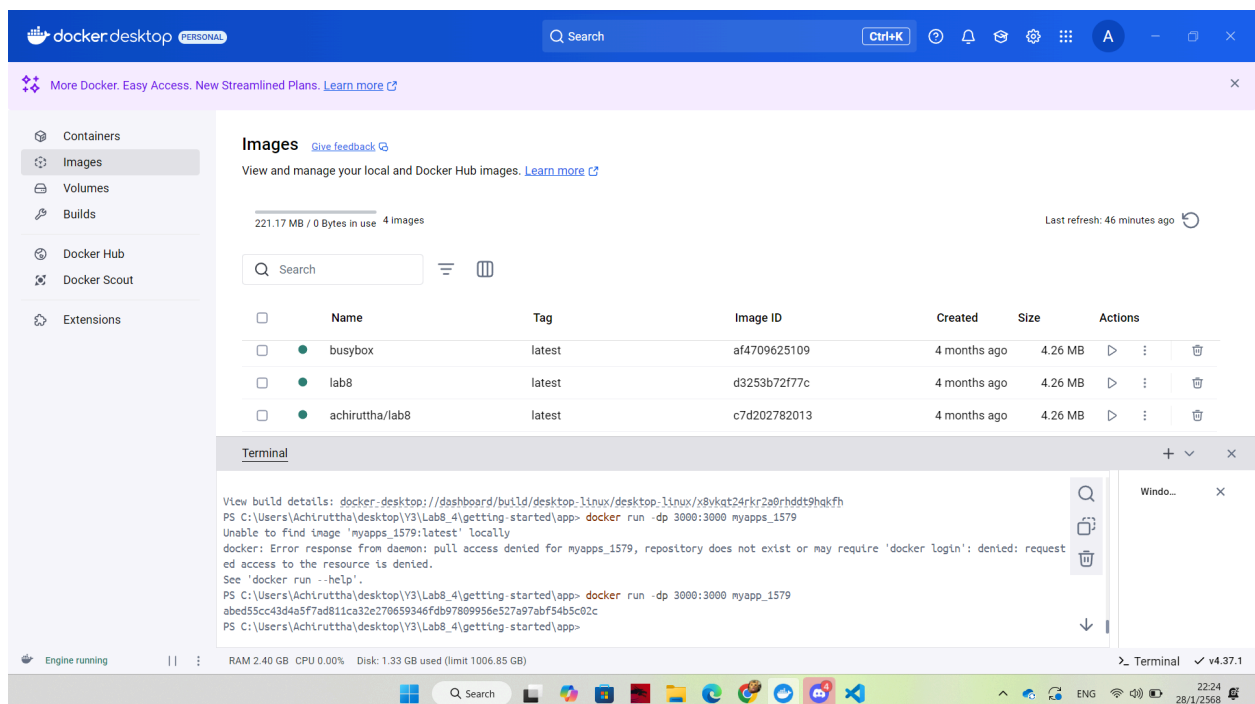 docker.desktop PERSONAL
Search Ctrl+K A
More Docker. Easy Access. New Streamlined Plans. Learn more
Containers
Images
Volumes
Builds
Docker Hub
Docker Scout
Extensions
Images Give feedback
View and manage your local and Docker Hub images. Learn more
221.17 MB / 0 Bytes in use 4 images
Last refresh: 46 minutes ago
Search
Name Tag Image ID Created Size Actions
busybox latest af4709625109 4 months ago 4.26 MB
lab8 latest d3253b72f77c 4 months ago 4.26 MB
achiruttha/lab8 latest c7d202782013 4 months ago 4.26 MB
Terminal
Windo...
View build details: docker-desktop://dashboard/build/desktop-linux/desktop-linux/x8vkqt24rkr2a0rhddt9hqkfh
PS C:\Users\Achiruttha\desktop\Y3\Lab8_4\getting-started\app> docker run -dp 3000:3000 myapps_1579
Unable to find image 'myapps_1579:latest' locally
docker: Error response from daemon: pull access denied for myapps_1579, repository does not exist or may require 'docker login': denied: request
ed access to the resource is denied.
See 'docker run --help'.
PS C:\Users\Achiruttha\desktop\Y3\Lab8_4\getting-started\app> docker run -dp 3000:3000 myapp_1579
abed55cc43d4a5f7ad811ca32e270659346fdb97809956e527a97abf54b5c02c
PS C:\Users\Achiruttha\desktop\Y3\Lab8_4\getting-started\app>
Engine running RAM 2.40 GB CPU 0.00% Disk: 1.33 GB used (limit 1006.85 GB) Terminal v4.37.1
Search 4 ENG 22:24
28/1/2568